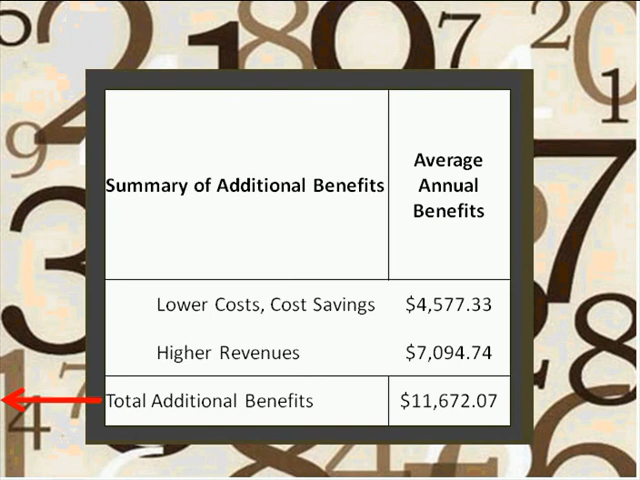 Summary of Additional Benefits
Average
Annual
Benefits
Lower Costs, Cost Savings $4,577.33
Higher Revenues $7,094.74
Total Additional Benefits $11,672.07